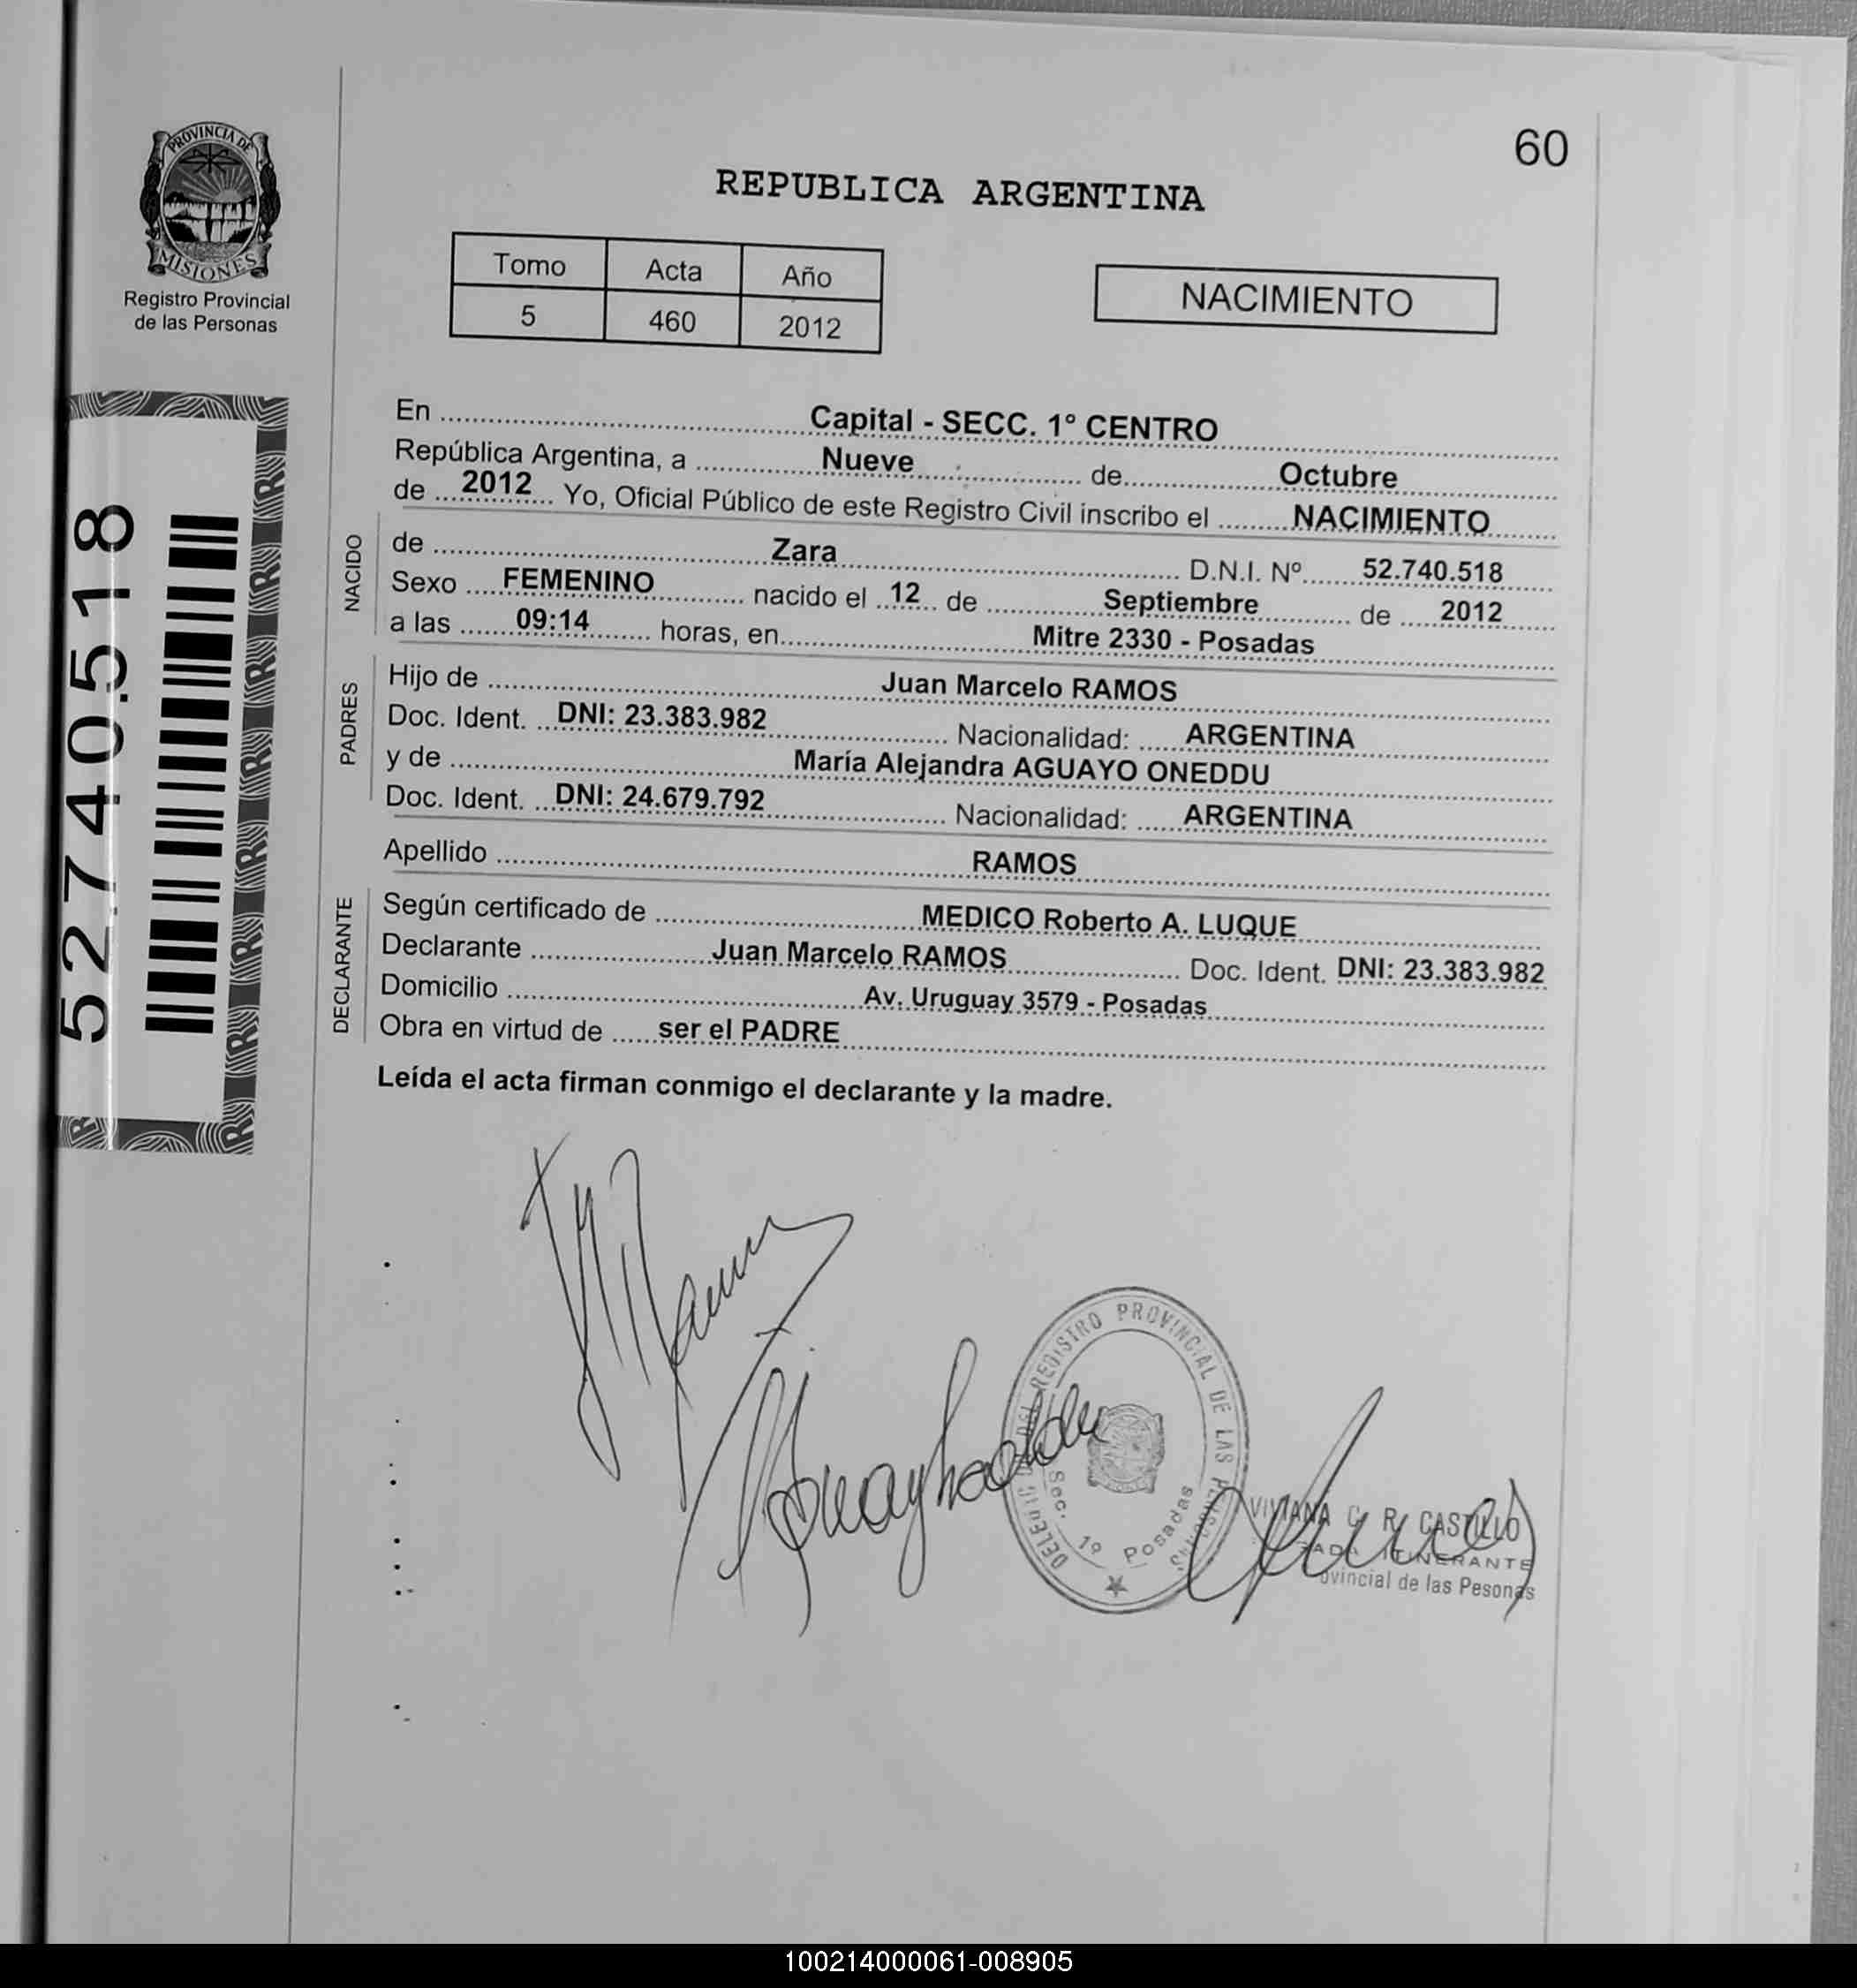 60
PROVINCIA DE
MISIONES
Registro Provincial
de las Personas
REPUBLICA ARGENTINA
Tomo Acta Año
5 460 2012
NACIMIENTO
52.740.518
En Capital - SECC. 1° CENTRO
República Argentina, a Nueve de Octubre
de 2012 Yo, Oficial Público de este Registro Civil inscribo el NACIMIENTO
NACIDO
de Zara D.N.I. Nº 52.740.518
Sexo FEMENINO nacido el 12 de Septiembre de 2012
a las 09:14 horas, en Mitre 2330 - Posadas
PADRES
Hijo de Juan Marcelo RAMOS
Doc. Ident. DNI: 23.383.982 Nacionalidad: ARGENTINA
y de María Alejandra AGUAYO ONEDDU
Doc. Ident. DNI: 24.679.792 Nacionalidad: ARGENTINA
Apellido RAMOS
DECLARANTE
Según certificado de MEDICO Roberto A. LUQUE
Declarante Juan Marcelo RAMOS Doc. Ident. DNI: 23.383.982
Domicilio Av. Uruguay 3579 - Posadas
Obra en virtud de ser el PADRE
Leída el acta firman conmigo el declarante y la madre.
DEL REGISTRO PROVINCIAL DE LAS
Sec. 1º Posadas
VIVIANA C. R. CASTILLO
ITINERANTE
de las Pesonas
100214000061-008905